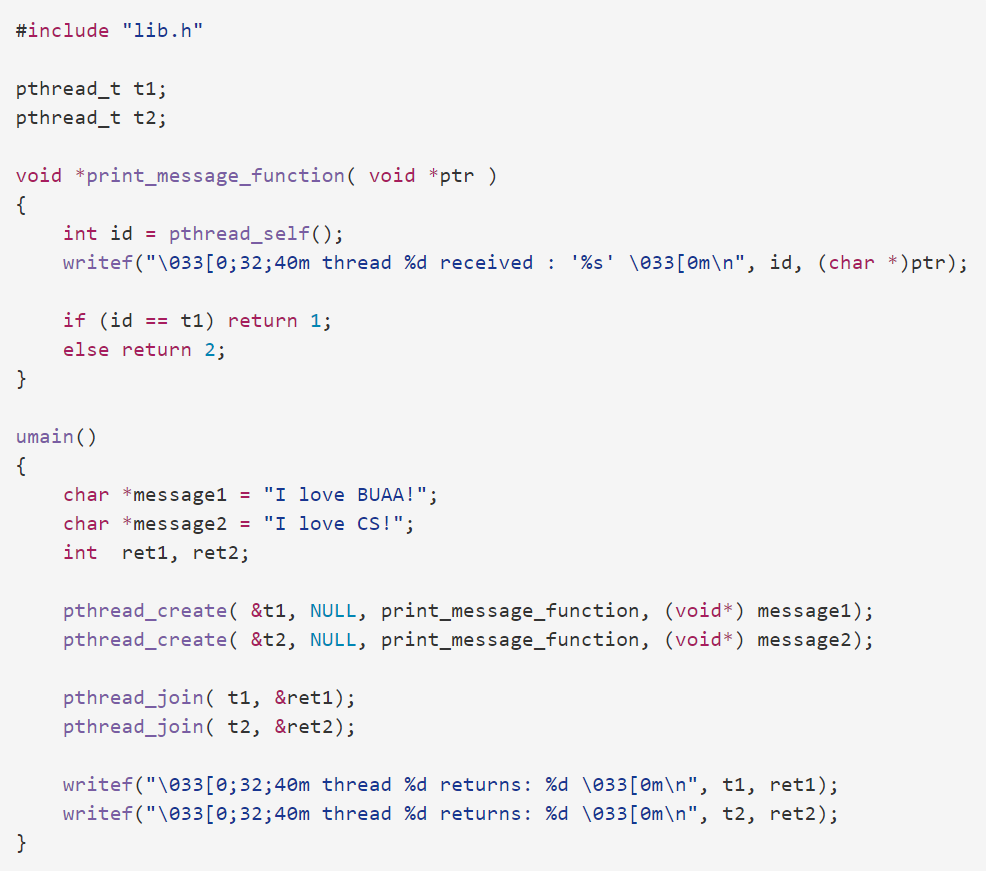 #include "lib.h"

pthread_t t1;
pthread_t t2;

void *print_message_function( void *ptr )
{
    int id = pthread_self();
    writef("\033[0;32;40m thread %d received : '%s' \033[0m\n", id, (char *)ptr);

    if (id == t1) return 1;
    else return 2;
}

umain()
{
    char *message1 = "I love BUAA!";
    char *message2 = "I love CS!";
    int  ret1, ret2;

    pthread_create( &t1, NULL, print_message_function, (void*) message1);
    pthread_create( &t2, NULL, print_message_function, (void*) message2);

    pthread_join( t1, &ret1);
    pthread_join( t2, &ret2);

    writef("\033[0;32;40m thread %d returns: %d \033[0m\n", t1, ret1);
    writef("\033[0;32;40m thread %d returns: %d \033[0m\n", t2, ret2);
}